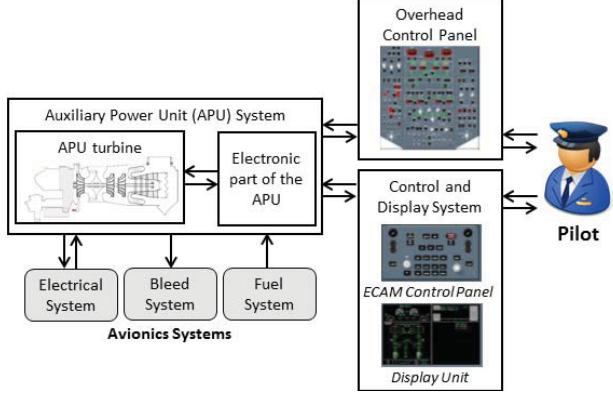 Overhead
Control Panel
Auxiliary Power Unit (APU) System
APU turbine
Electronic
part of the
APU
Control and
Display System
ECAM Control Panel
Display Unit
Pilot
Electrical
System
Bleed
System
Fuel
System
Avionics Systems